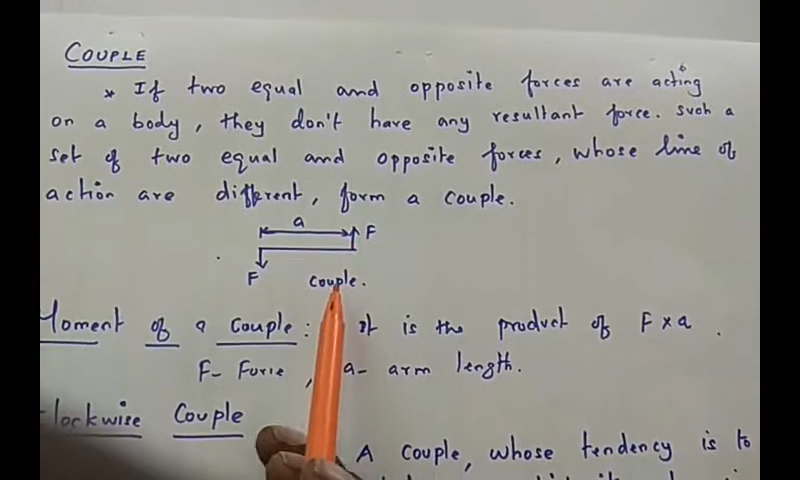 COUPLE
* If two equal and opposite forces are acting
on a body, they don't have any resultant force. Such a
set of two equal and opposite forces, whose line of
action are different, form a couple.
a
F
F
Couple.
Moment of a Couple: It is the product of F x a.
F- Force, a- arm length.
Clockwise Couple
A Couple, whose tendency is to